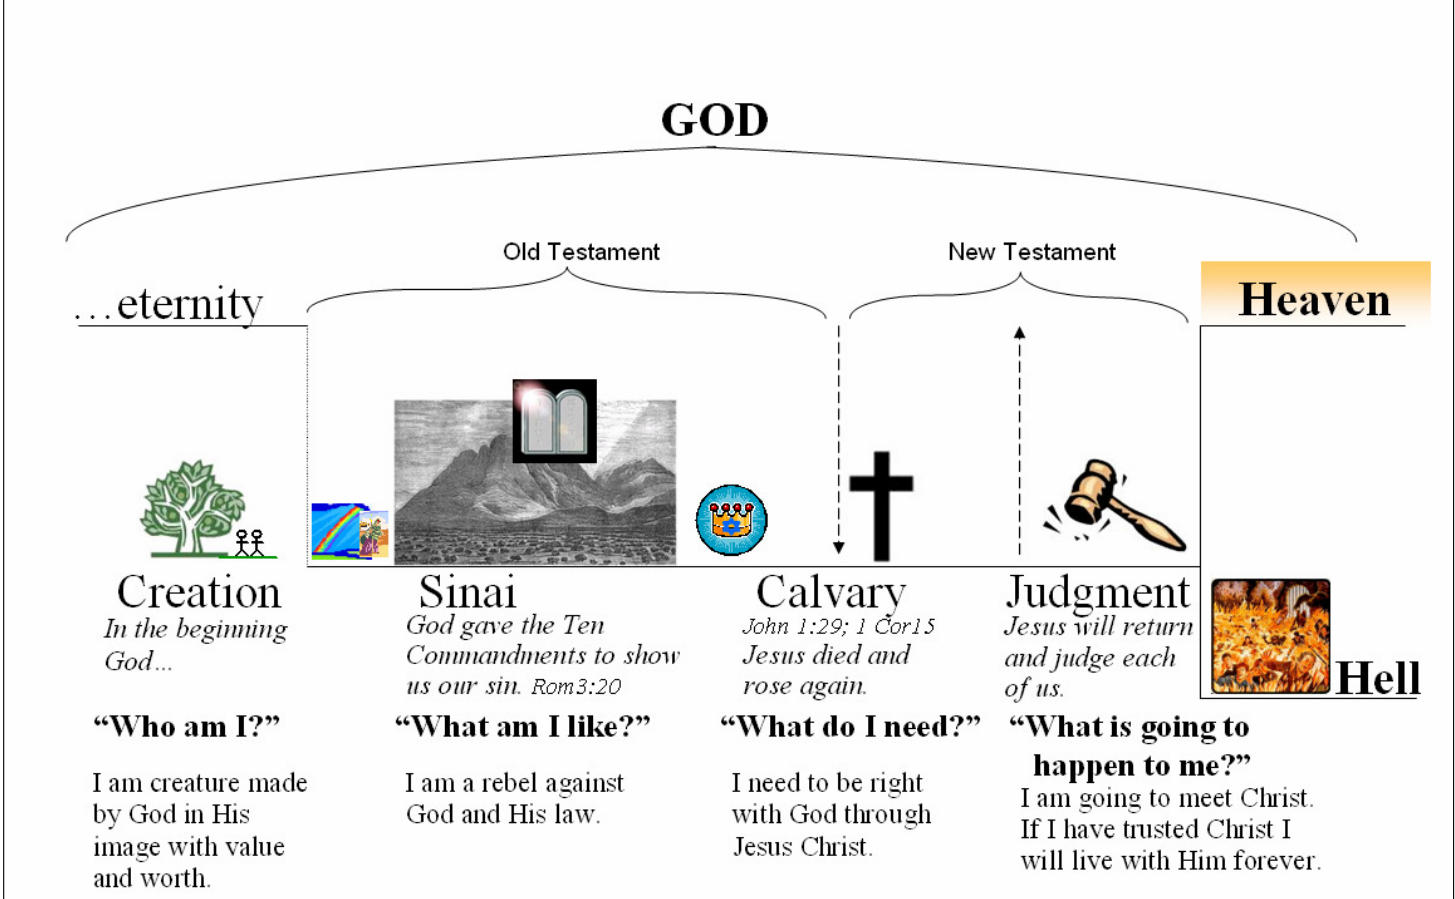 GOD
Old Testament
New Testament
...eternity
Heaven
Creation
In the beginning
God...
Sinai
God gave the Ten
Commandments to show
us our sin. Rom3:20
Calvary
John 1:29; 1 Cor15
Jesus died and
rose again.
Judgment
Jesus will return
and judge each
of us.
Hell
“Who am I?”
I am creature made
by God in His
image with value
and worth.
“What am I like?”
I am a rebel against
God and His law.
“What do I need?”
I need to be right
with God through
Jesus Christ.
“What is going to
happen to me?”
I am going to meet Christ.
If I have trusted Christ I
will live with Him forever.